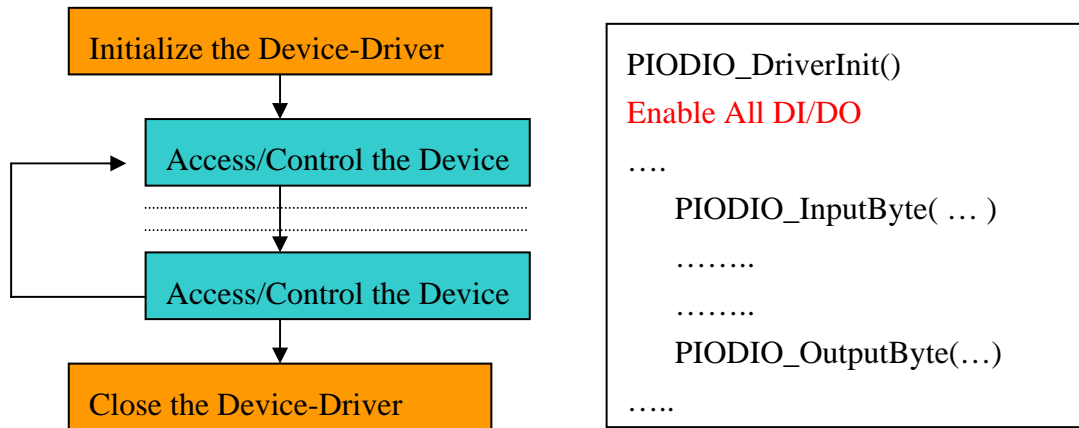 Initialize the Device-Driver
Access/Control the Device
Access/Control the Device
Close the Device-Driver
PIODIO_DriverInit()
Enable All DI/DO
….
PIODIO_InputByte( … )
……..
……..
PIODIO_OutputByte(…)
…..